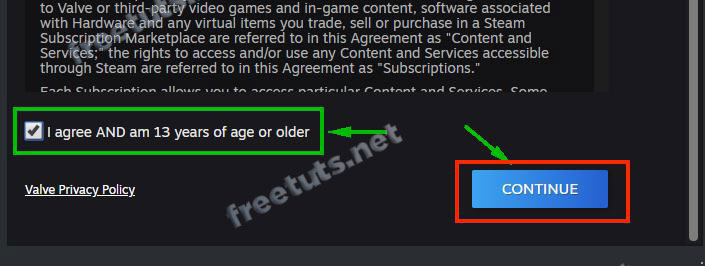 to Valve or third-party video games and in-game content, software associated
with Hardware and any virtual items you trade, sell or purchase in a Steam
Subscription Marketplace are referred to in this Agreement as "Content and
Services;" the rights to access and/or use any Content and Services accessible
through Steam are referred to in this Agreement as "Subscriptions."
Each Subscription allows you to access particular Content and Services. Some
I agree AND am 13 years of age or older
Valve Privacy Policy
CONTINUE
freetuts.net
freetuts.net